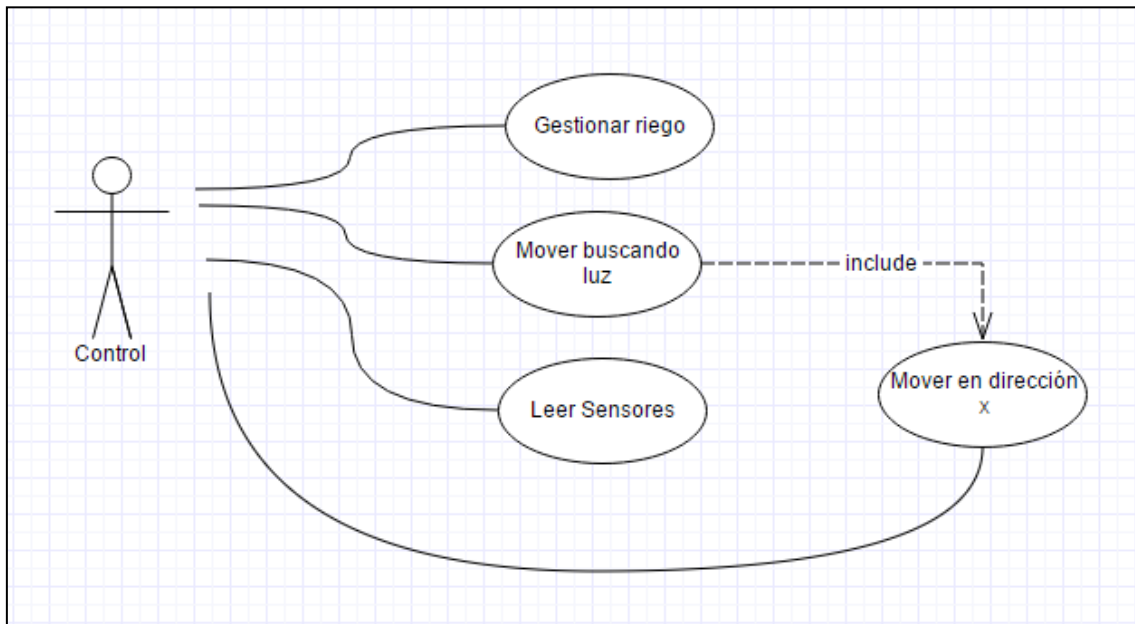 Gestionar riego
Mover buscando
luz
include
Control
Mover en dirección
x
Leer Sensores